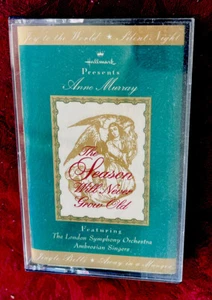 Joy to the World • Silent Night
Hallmark
Presents
Anne Murray
The
Season
Will Never
Grow Old
Featuring
The London Symphony Orchestra
Ambrosian Singers
Jingle Bells • Away in a Manger